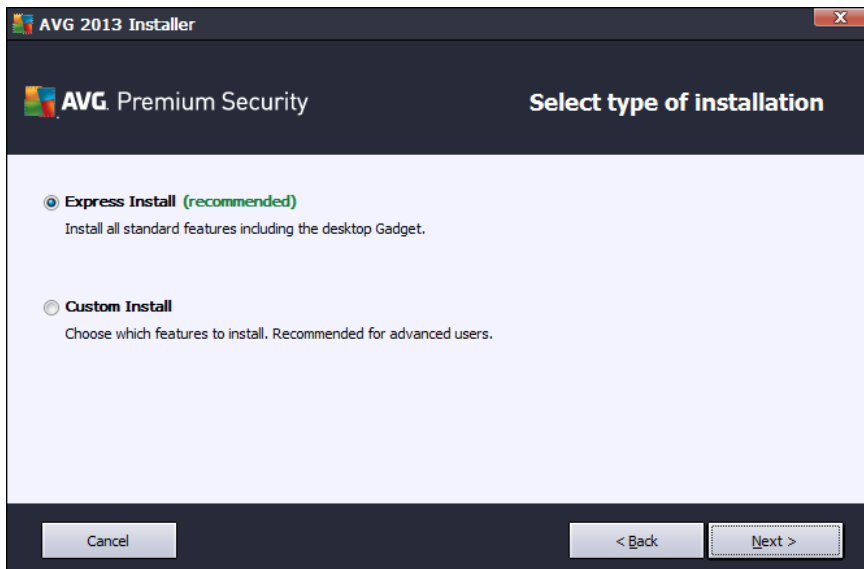 AVG 2013 Installer
AVG. Premium Security
Select type of installation
Express Install (recommended)
Install all standard features including the desktop Gadget.
Custom Install
Choose which features to install. Recommended for advanced users.
Cancel
< Back
Next >